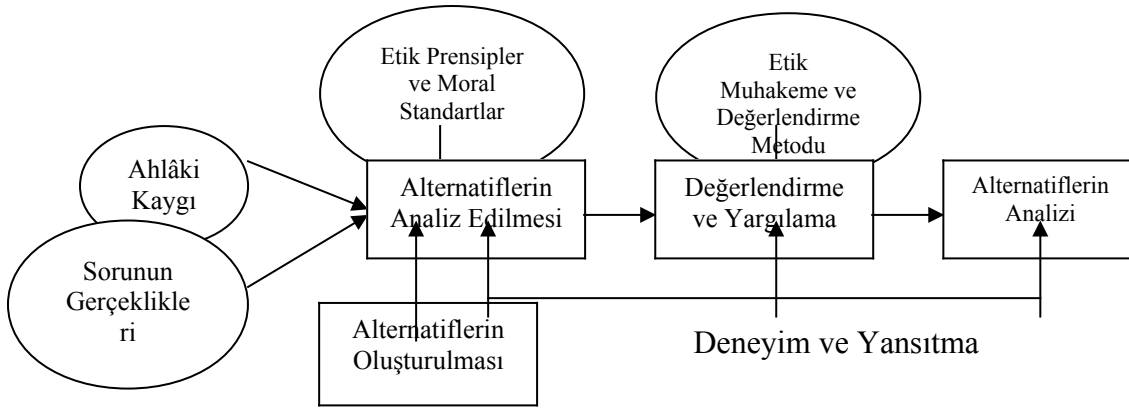 Etik Prensipler
ve Moral
Standartlar
Etik
Muhakeme ve
Değerlendirme
Metodu
Ahlâki
Kaygı
Alternatiflerin
Analiz Edilmesi
Değerlendirme
ve Yargılama
Alternatiflerin
Analizi
Sorunun
Gerçeklikle
ri
Alternatiflerin
Oluşturulması
Deneyim ve Yansıtma